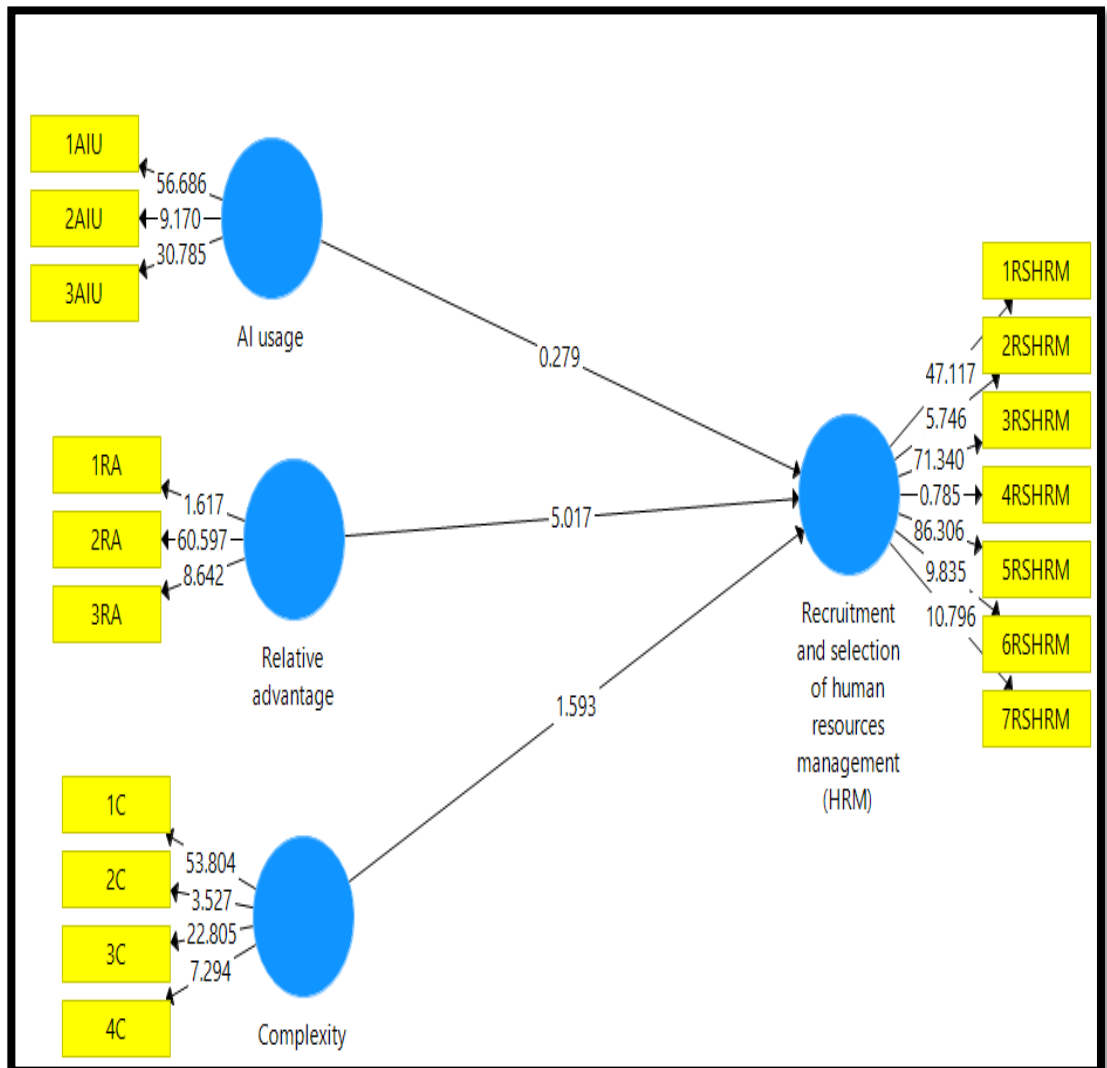 1AIU
56.686
2AIU
9.170
30.785
3AIU
AI usage
0.279
1RA
1.617
2RA
60.597
8.642
3RA
Relative
advantage
5.017
1C
53.804
2C
3.527
22.805
3C
7.294
4C
Complexity
1.593
1RSHRM
2RSHRM
47.117
5.746
3RSHRM
71.340
0.785
4RSHRM
86.306
5RSHRM
9.835
10.796
6RSHRM
7RSHRM
Recruitment
and selection
of human
resources
management
(HRM)